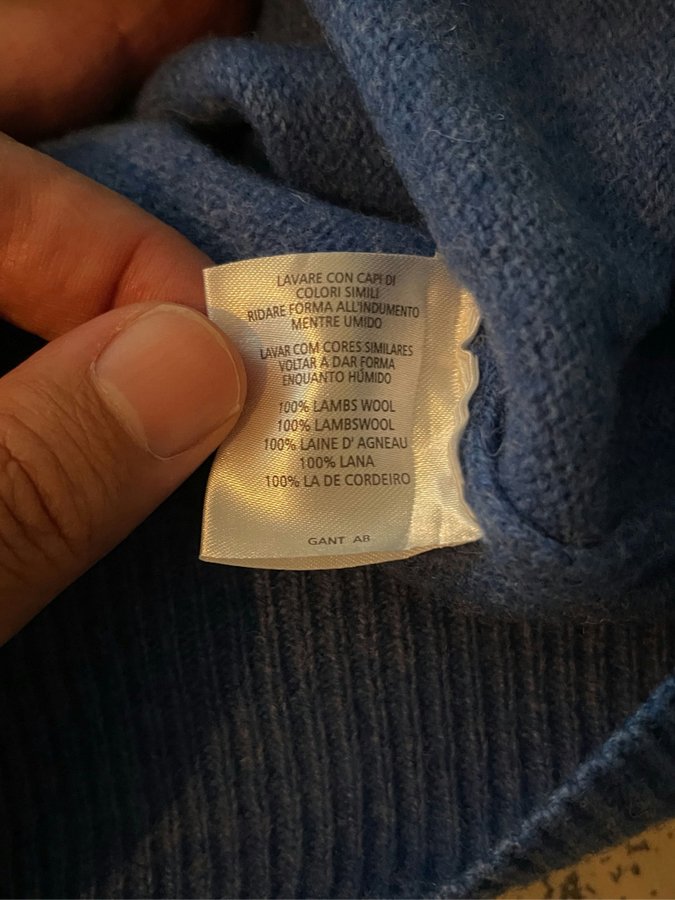 LAVARE CON CAPI DI
COLORI SIMILI
RIDARE FORMA ALL'INDUMENTO
MENTRE UMIDO
LAVAR COM CORES SIMILARES
VOLTAR A DAR FORMA
ENQUANTO HÚMIDO
100% LAMBS WOOL
100% LAMBSWOOL
100% LAINE D' AGNEAU
100% LANA
100% LA DE CORDEIRO
GANT AB